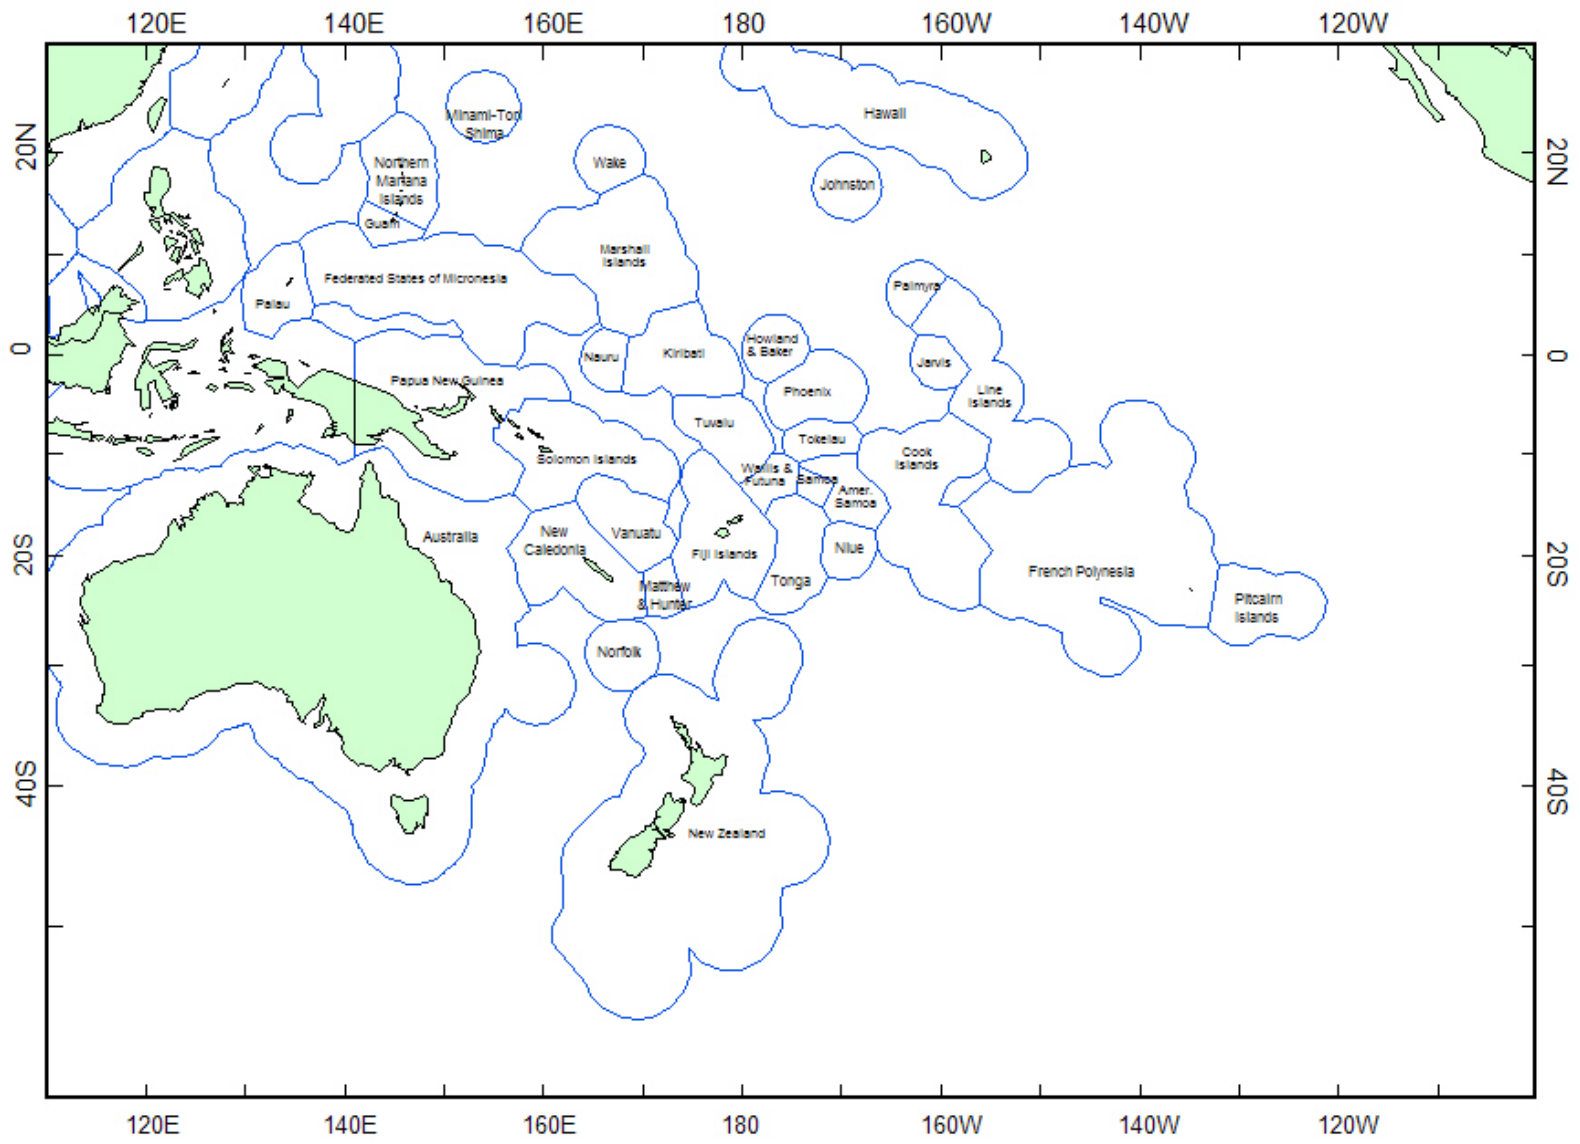 120E 140E 160E 180 160W 140W 120W
Minami-Tori
Shima
Hawaii
20N
20N
Northern
Mariana
Islands
Wake
Johnston
Guam
Marshall
Islands
Federated States of Micronesia
Palau
Palmyra
Howland
& Baker
0
0
Nauru
Kiribati
Jarvis
Papua New Guinea
Phoenix
Line
Islands
Tuvalu
Tokelau
Cook
Islands
Solomon Islands
Wallis &
Futuna
Samoa
Amer.
Samoa
Australia
New
Caledonia
Vanuatu
Fiji Islands
Niue
20S
20S
French Polynesia
Tonga
Matthew
& Hunter
Pitcairn
Islands
Norfolk
40S
40S
New Zealand
120E 140E 160E 180 160W 140W 120W